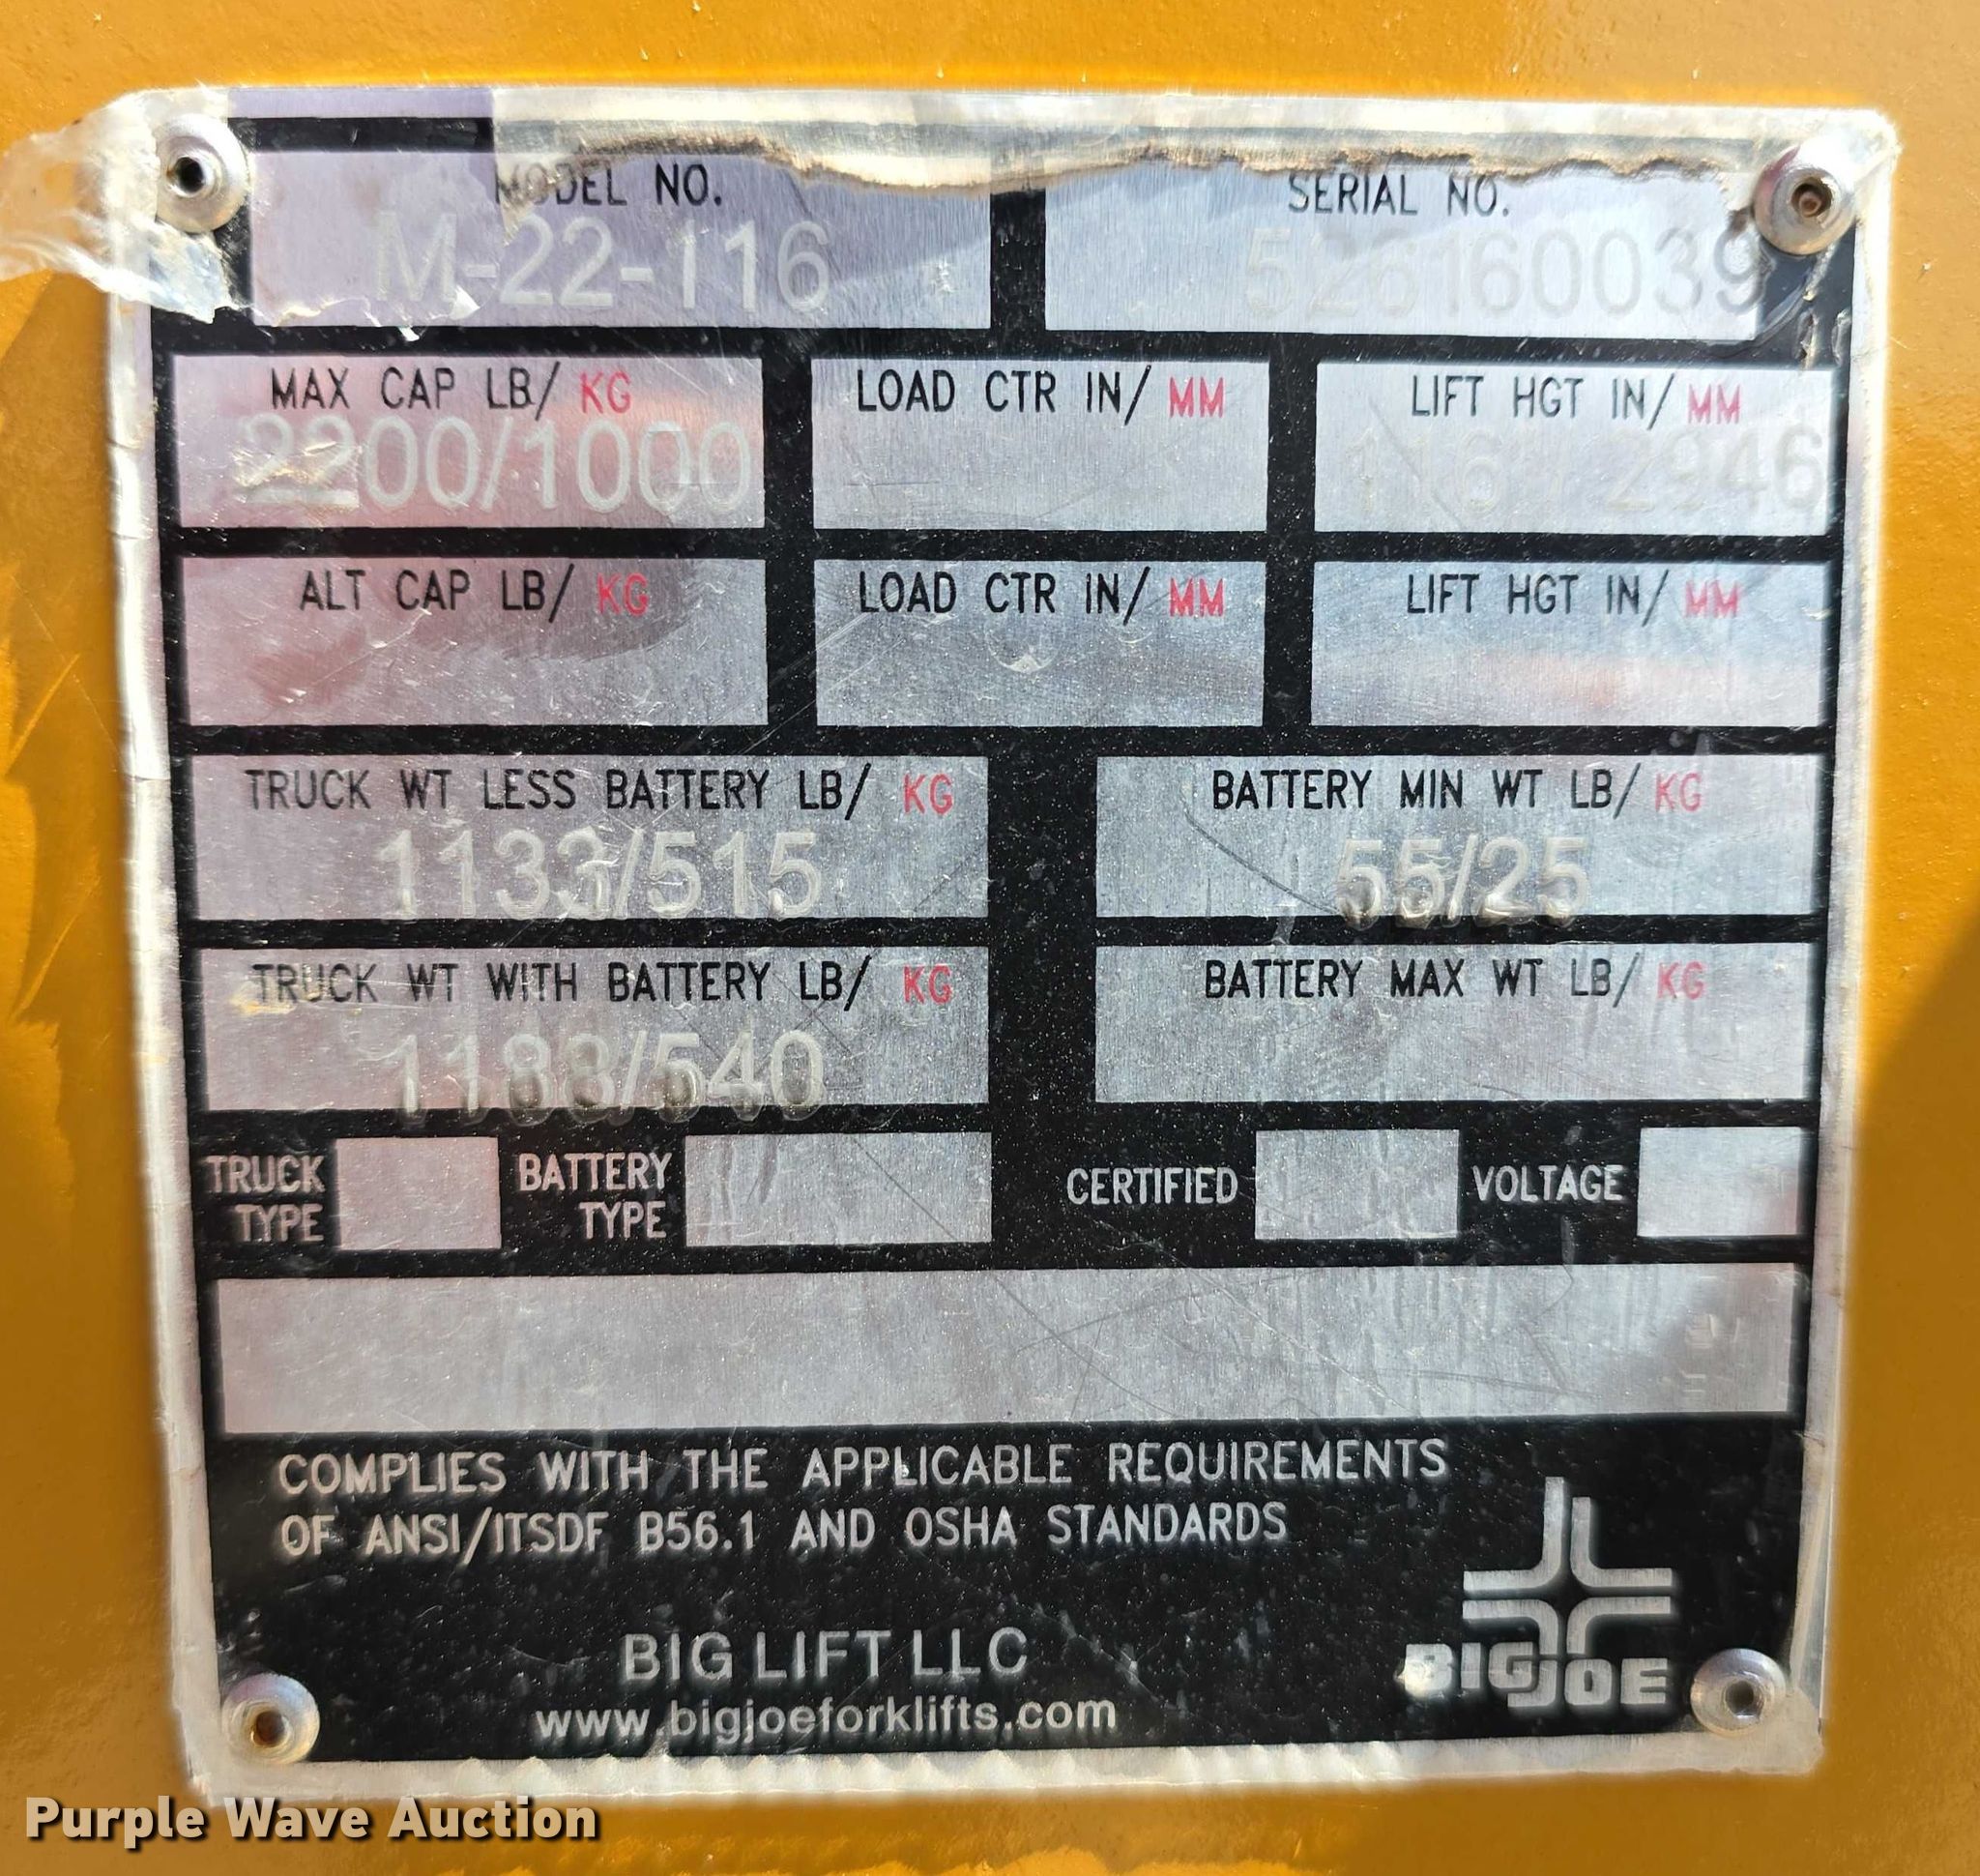 MODEL NO.
M-22-116
SERIAL NO.
526160039
MAX CAP LB/ KG
2200/1000
LOAD CTR IN/ MM
LIFT HGT IN/ MM
116 / 2946
ALT CAP LB/ KG
LOAD CTR IN/ MM
LIFT HGT IN/ MM
TRUCK WT LESS BATTERY LB/ KG
1133/515
BATTERY MIN WT LB/ KG
55/25
TRUCK WT WITH BATTERY LB/ KG
1188/540
BATTERY MAX WT LB/ KG
TRUCK
TYPE
BATTERY
TYPE
CERTIFIED
VOLTAGE
COMPLIES WITH THE APPLICABLE REQUIREMENTS
OF ANSI/ITSDF B56.1 AND OSHA STANDARDS
BIG LIFT LLC
www.bigjoeforklifts.com
BIG JOE
Purple Wave Auction